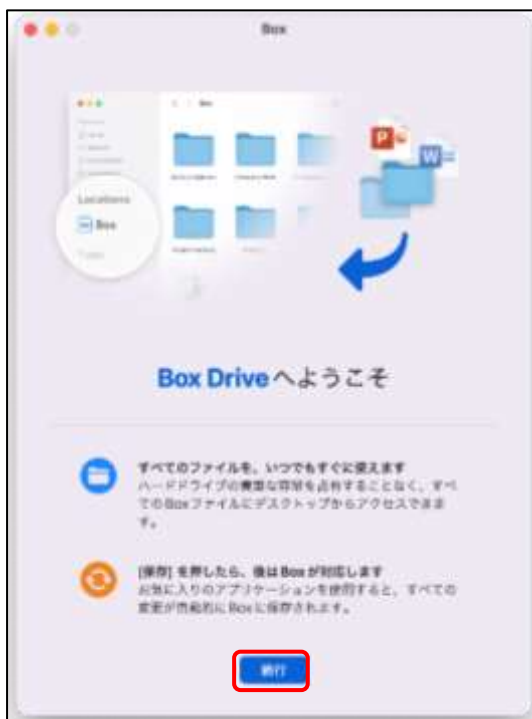 Box
Box
Locations
Box
P
W
Box Driveへようこそ
すべてのファイルを、いつでもすぐに使えます
ハードドライブの貴重な容量を占有することなく、すべ
てのBoxファイルにデスクトップからアクセスできま
す。
[保存] を押したら、後は Box が対応します
お気に入りのアプリケーションを使用すると、すべての
変更が自動的に Boxに保存されます。
続行